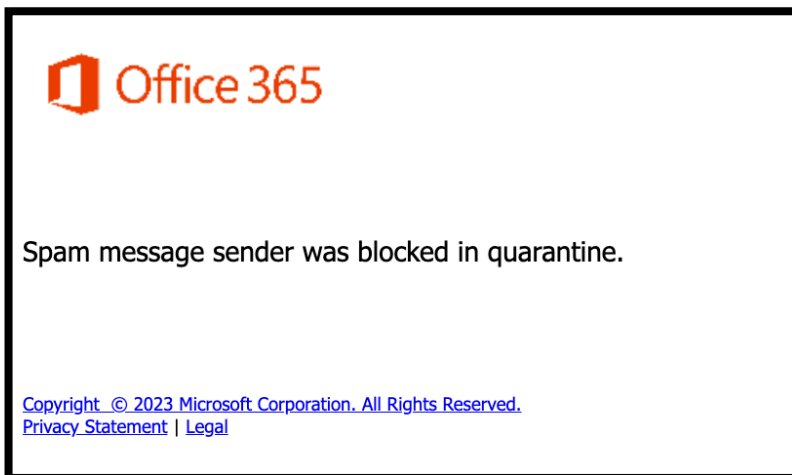 Office 365
Spam message sender was blocked in quarantine.
Copyright © 2023 Microsoft Corporation. All Rights Reserved.
Privacy Statement | Legal